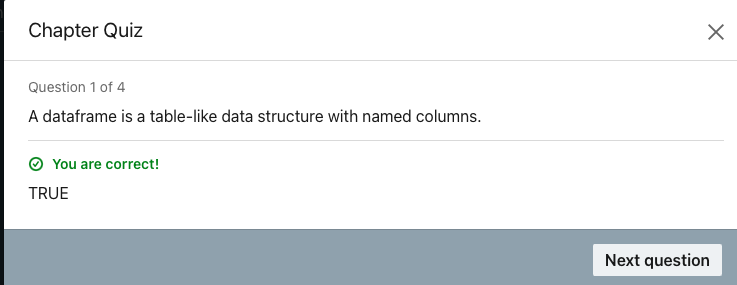 Chapter Quiz
Question 1 of 4
A dataframe is a table-like data structure with named columns.
You are correct!
TRUE
Next question